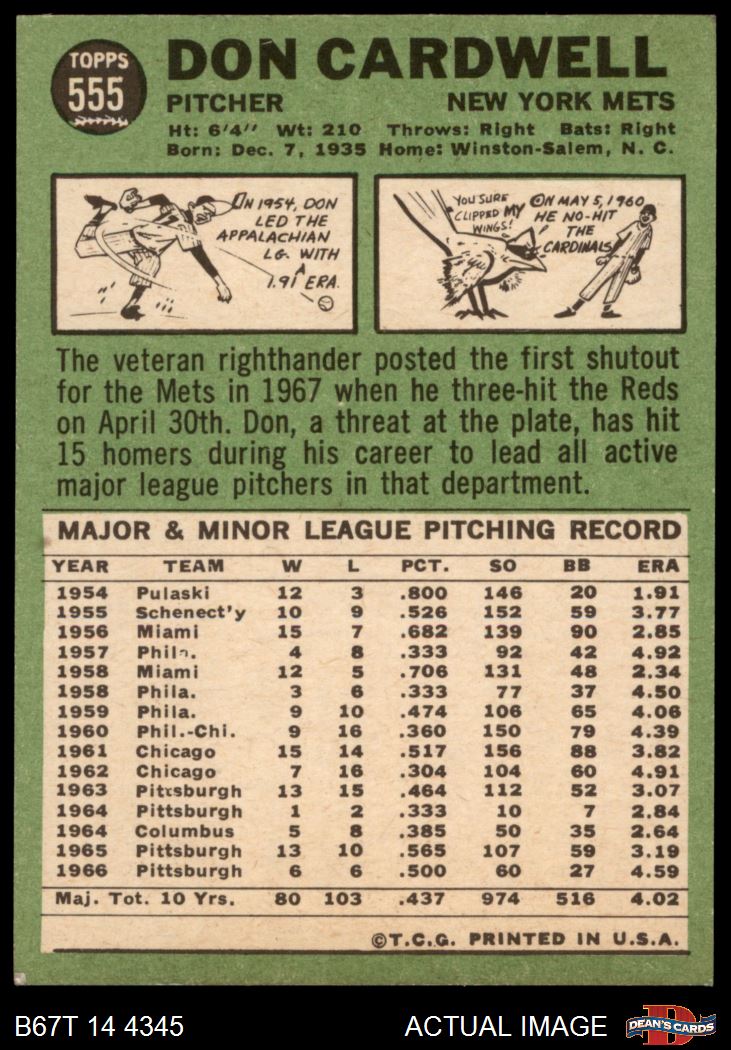 TOPPS
555
DON CARDWELL
PITCHER NEW YORK METS
Ht: 6'4'' Wt: 210 Throws: Right Bats: Right
Born: Dec. 7, 1935 Home: Winston-Salem, N. C.
ON 1954, DON
LED THE
APPALACHIAN
LG. WITH
A
1.91 ERA.
YOU SURE
CLIPPED MY
WINGS!
ON MAY 5, 1960
HE NO-HIT
THE
CARDINALS
The veteran righthander posted the first shutout
for the Mets in 1967 when he three-hit the Reds
on April 30th. Don, a threat at the plate, has hit
15 homers during his career to lead all active
major league pitchers in that department.
MAJOR & MINOR LEAGUE PITCHING RECORD
YEAR TEAM W L PCT. SO BB ERA
1954 Pulaski 12 3 .800 146 20 1.91
1955 Schenect'y 10 9 .526 152 59 3.77
1956 Miami 15 7 .682 139 90 2.85
1957 Phila. 4 8 .333 92 42 4.92
1958 Miami 12 5 .706 131 48 2.34
1958 Phila. 3 6 .333 77 37 4.50
1959 Phila. 9 10 .474 106 65 4.06
1960 Phil.-Chi. 9 16 .360 150 79 4.39
1961 Chicago 15 14 .517 156 88 3.82
1962 Chicago 7 16 .304 104 60 4.91
1963 Pittsburgh 13 15 .464 112 52 3.07
1964 Pittsburgh 1 2 .333 10 7 2.84
1964 Columbus 5 8 .385 50 35 2.64
1965 Pittsburgh 13 10 .565 107 59 3.19
1966 Pittsburgh 6 6 .500 60 27 4.59
Maj. Tot. 10 Yrs. 80 103 .437 974 516 4.02
©T.C.G. PRINTED IN U.S.A.
B67T 14 4345 ACTUAL IMAGE
D
DEAN'S CARDS